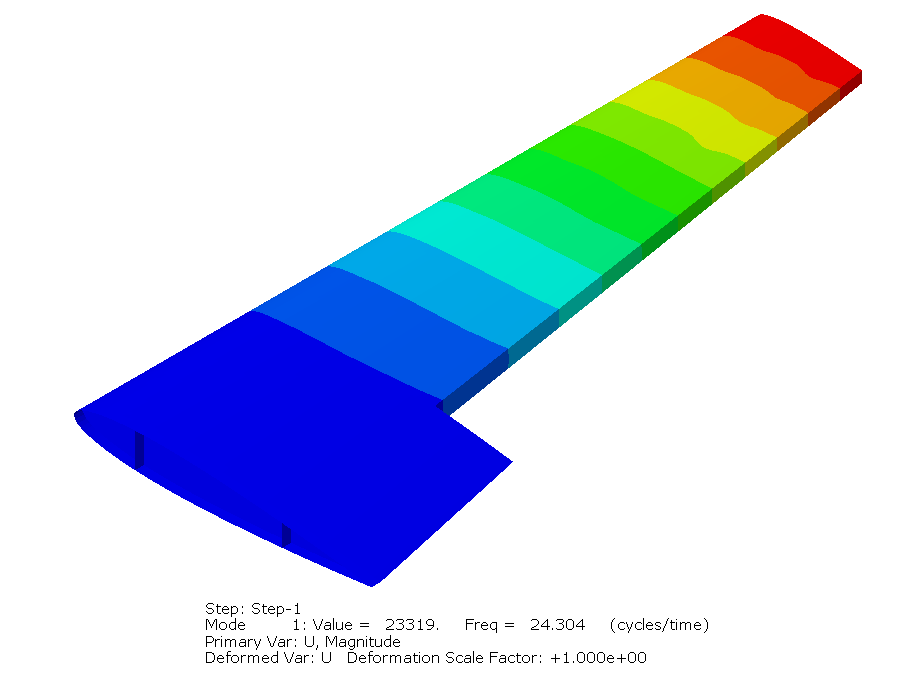 Step: Step-1
Mode 1: Value = 23319. Freq = 24.304 (cycles/time)
Primary Var: U, Magnitude
Deformed Var: U Deformation Scale Factor: +1.000e+00